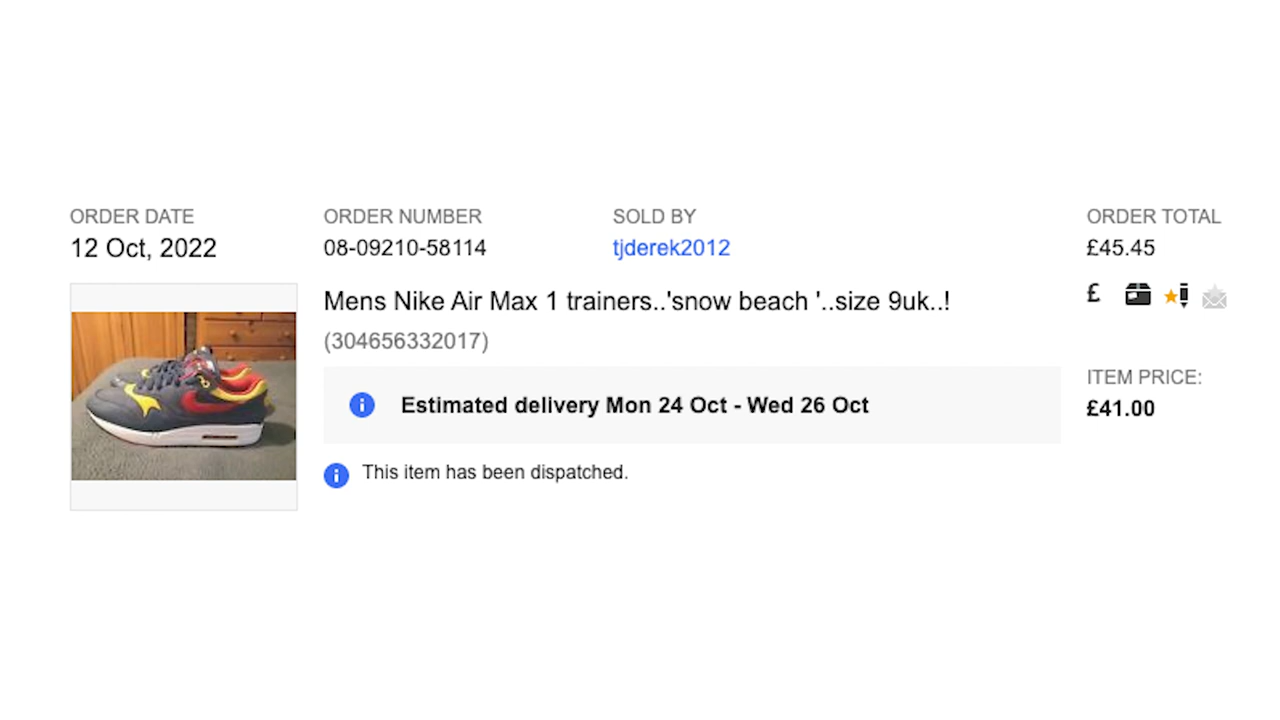 ORDER DATE
12 Oct, 2022
ORDER NUMBER
08-09210-58114
SOLD BY
tjderek2012
ORDER TOTAL
£45.45
£
Mens Nike Air Max 1 trainers..'snow beach '..size 9uk..!
(304656332017)
Estimated delivery Mon 24 Oct - Wed 26 Oct
This item has been dispatched.
ITEM PRICE:
£41.00